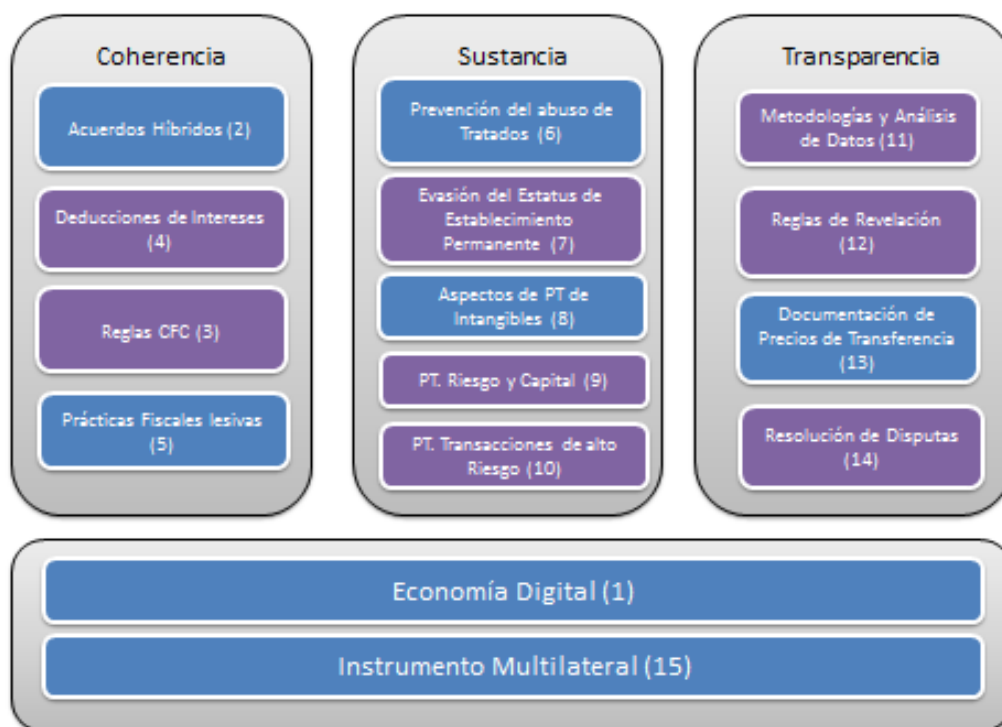 Coherencia
Acuerdos Híbridos (2)
Deducciones de Intereses
(4)
Reglas CFC (3)
Prácticas Fiscales lesivas
(5)
Sustancia
Prevención del abuso de
Tratados (6)
Evasión del Estatus de
Establecimiento
Permanente (7)
Aspectos de PT de
Intangibles (8)
PT. Riesgo y Capital (9)
PT. Transacciones de alto
Riesgo (10)
Transparencia
Metodologías y Análisis
de Datos (11)
Reglas de Revelación
(12)
Documentación de
Precios de Transferencia
(13)
Resolución de Disputas
(14)
Economía Digital (1)
Instrumento Multilateral (15)